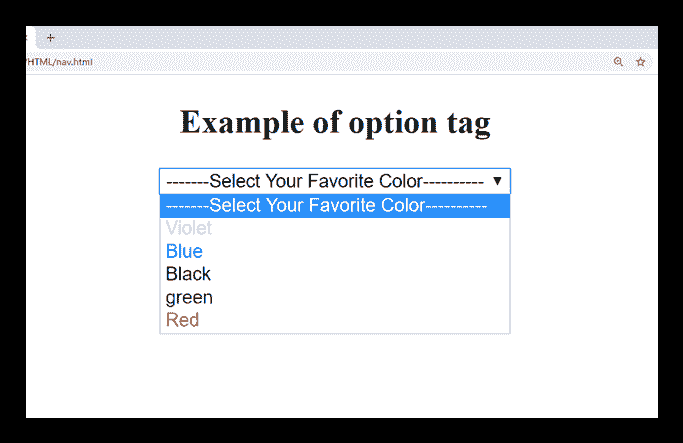 /HTML/nav.html
Example of option tag
-------Select Your Favorite Color----------
-------Select Your Favorite Color----------
Violet
Blue
Black
green
Red